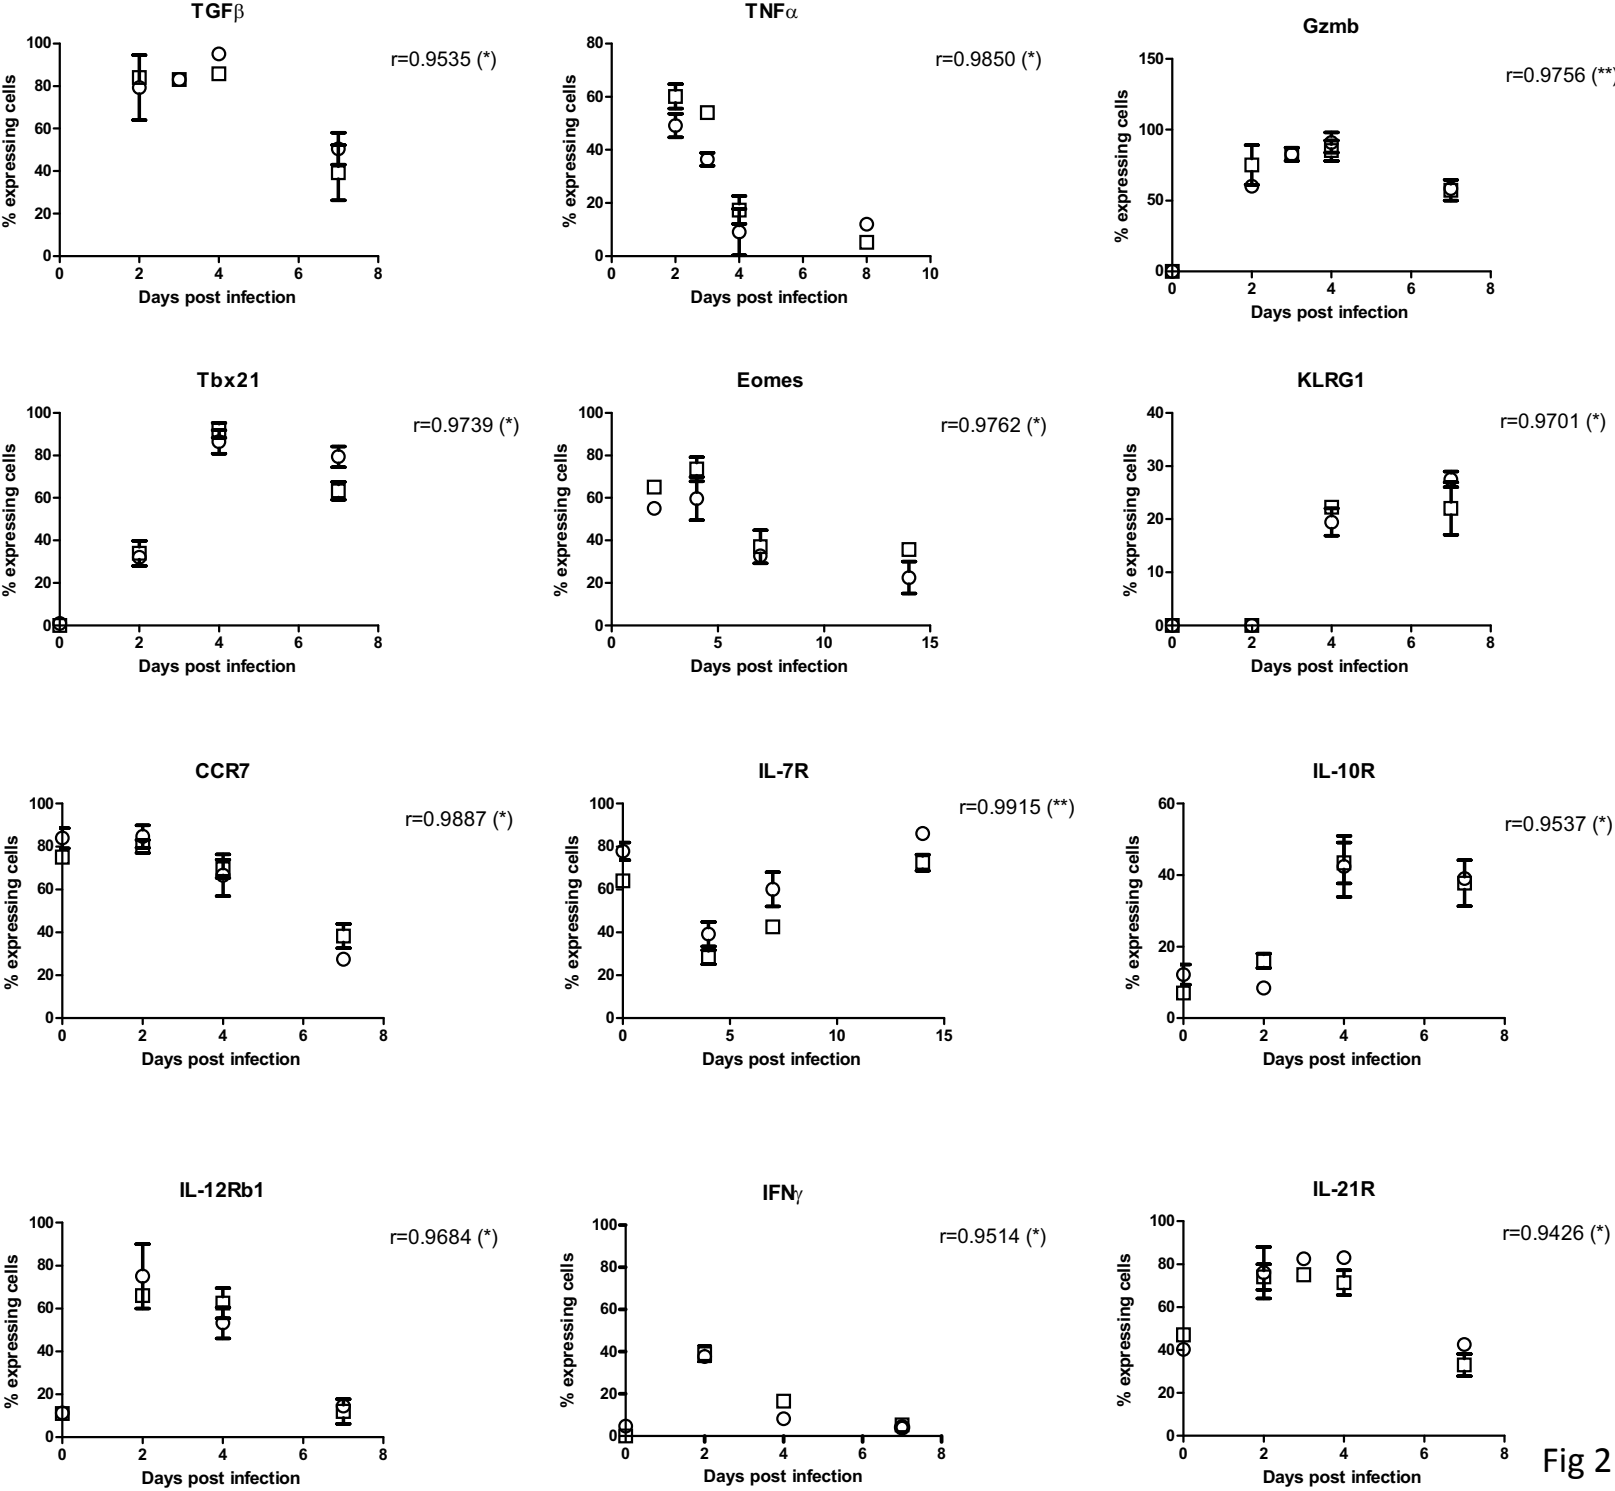 TGFβ
r=0.9535 (*)
% expressing cells
100
80
60
40
20
0
0 2 4 6 8
Days post infection
TNFα
r=0.9850 (*)
% expressing cells
80
60
40
20
0
0 2 4 6 8 10
Days post infection
Gzmb
r=0.9756 (**)
% expressing cells
150
100
50
0
0 2 4 6 8
Days post infection
Tbx21
r=0.9739 (*)
% expressing cells
100
80
60
40
20
0
0 2 4 6 8
Days post infection
Eomes
r=0.9762 (*)
% expressing cells
100
80
60
40
20
0
0 5 10 15
Days post infection
KLRG1
r=0.9701 (*)
% expressing cells
40
30
20
10
0
0 2 4 6 8
Days post infection
CCR7
r=0.9887 (*)
% expressing cells
100
80
60
40
20
0
0 2 4 6 8
Days post infection
IL-7R
r=0.9915 (**)
% expressing cells
100
80
60
40
20
0
0 5 10 15
Days post infection
IL-10R
r=0.9537 (*)
% expressing cells
60
40
20
0
0 2 4 6 8
Days post infection
IL-12Rb1
r=0.9684 (*)
% expressing cells
100
80
60
40
20
0
0 2 4 6 8
Days post infection
IFNγ
r=0.9514 (*)
% expressing cells
100
80
60
40
20
0
0 2 4 6 8
Days post infection
IL-21R
r=0.9426 (*)
% expressing cells
100
80
60
40
20
0
0 2 4 6 8
Days post infection
Fig 2